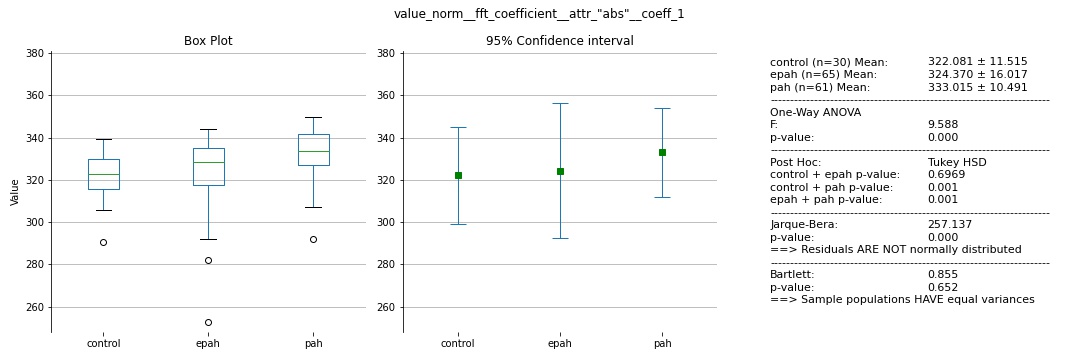 value_norm__fft_coefficient__attr_"abs"__coeff_1
Box Plot
380
360
340
320
300
280
260
Value
control
epah
pah
95% Confidence interval
380
360
340
320
300
280
260
control
epah
pah
control (n=30) Mean: 322.081 ± 11.515
epah (n=65) Mean: 324.370 ± 16.017
pah (n=61) Mean: 333.015 ± 10.491
One-Way ANOVA
F: 9.588
p-value: 0.000
Post Hoc: Tukey HSD
control + epah p-value: 0.6969
control + pah p-value: 0.001
epah + pah p-value: 0.001
Jarque-Bera: 257.137
p-value: 0.000
==> Residuals ARE NOT normally distributed
Bartlett: 0.855
p-value: 0.652
==> Sample populations HAVE equal variances